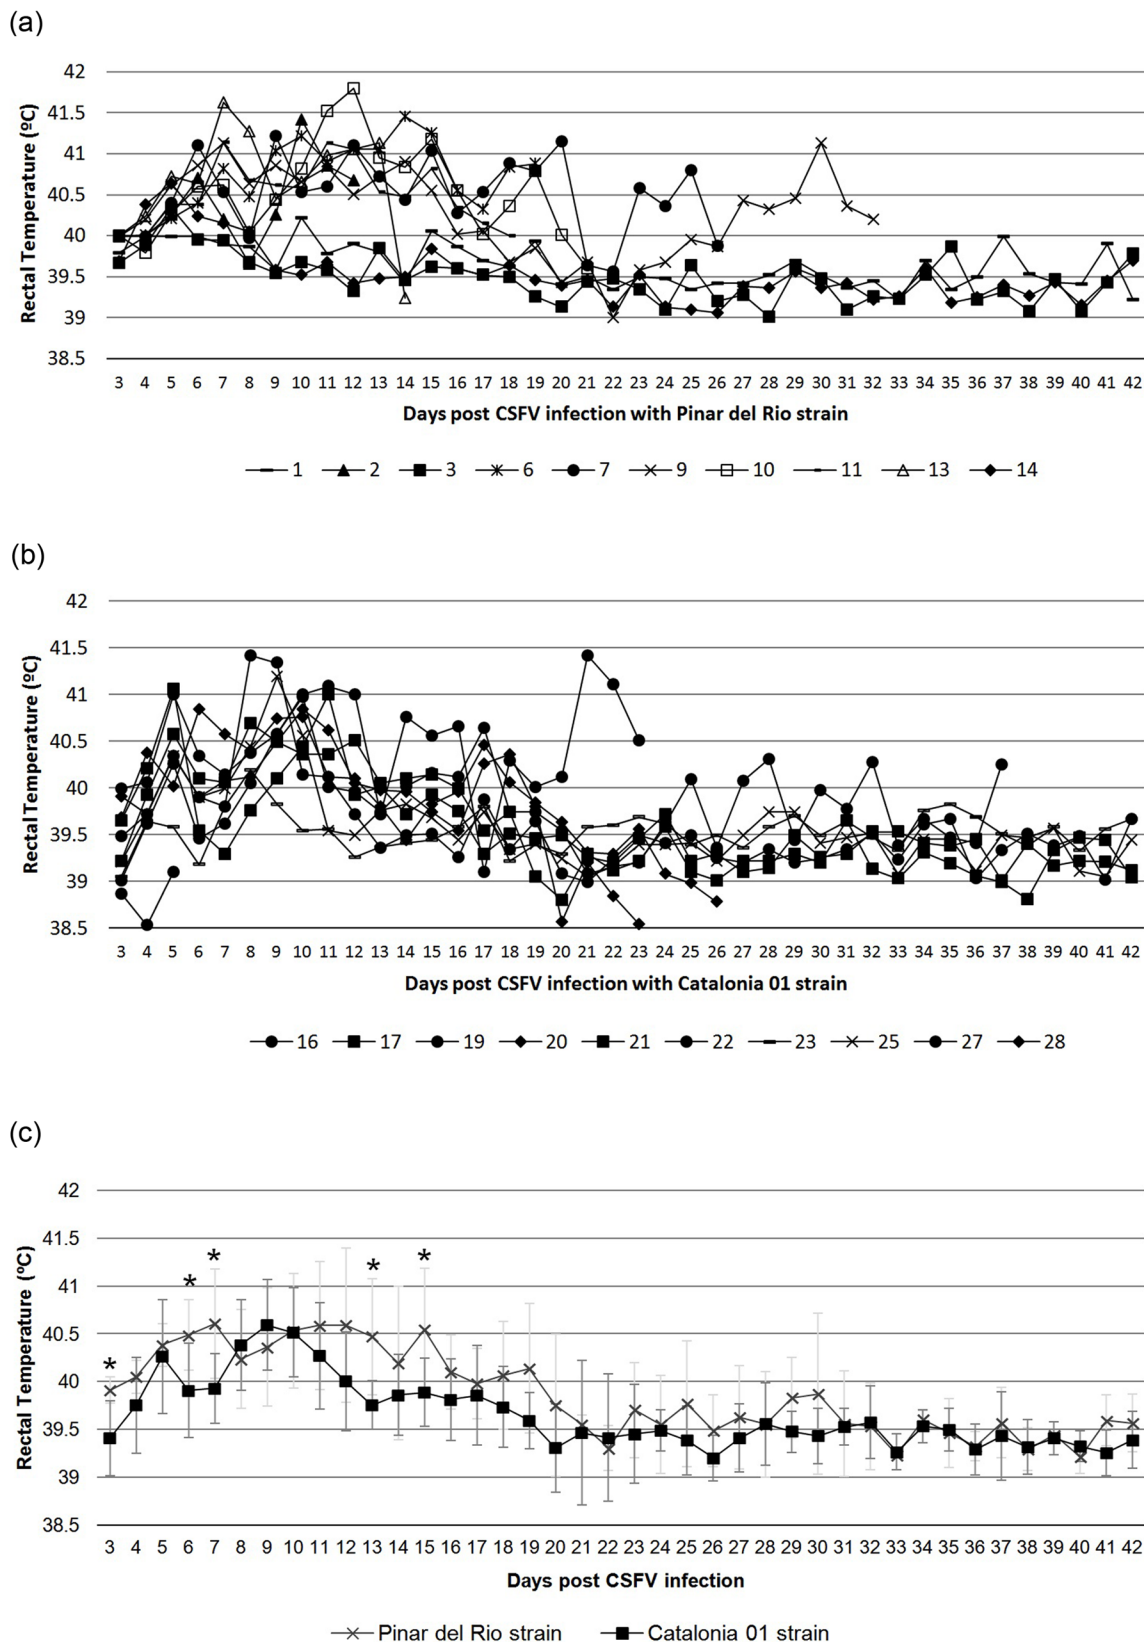 (a)
42
41.5
41
40.5
40
39.5
39
38.5
Rectal Temperature (ºC)
3 4 5 6 7 8 9 10 11 12 13 14 15 16 17 18 19 20 21 22 23 24 25 26 27 28 29 30 31 32 33 34 35 36 37 38 39 40 41 42
Days post CSFV infection with Pinar del Rio strain
1 2 3 6 7 9 10 11 13 14
(b)
42
41.5
41
40.5
40
39.5
39
38.5
Rectal Temperature (ºC)
3 4 5 6 7 8 9 10 11 12 13 14 15 16 17 18 19 20 21 22 23 24 25 26 27 28 29 30 31 32 33 34 35 36 37 38 39 40 41 42
Days post CSFV infection with Catalonia 01 strain
16 17 19 20 21 22 23 25 27 28
(c)
42
41.5
41
40.5
40
39.5
39
38.5
Rectal Temperature (ºC)
* * * * *
3 4 5 6 7 8 9 10 11 12 13 14 15 16 17 18 19 20 21 22 23 24 25 26 27 28 29 30 31 32 33 34 35 36 37 38 39 40 41 42
Days post CSFV infection
Pinar del Rio strain Catalonia 01 strain